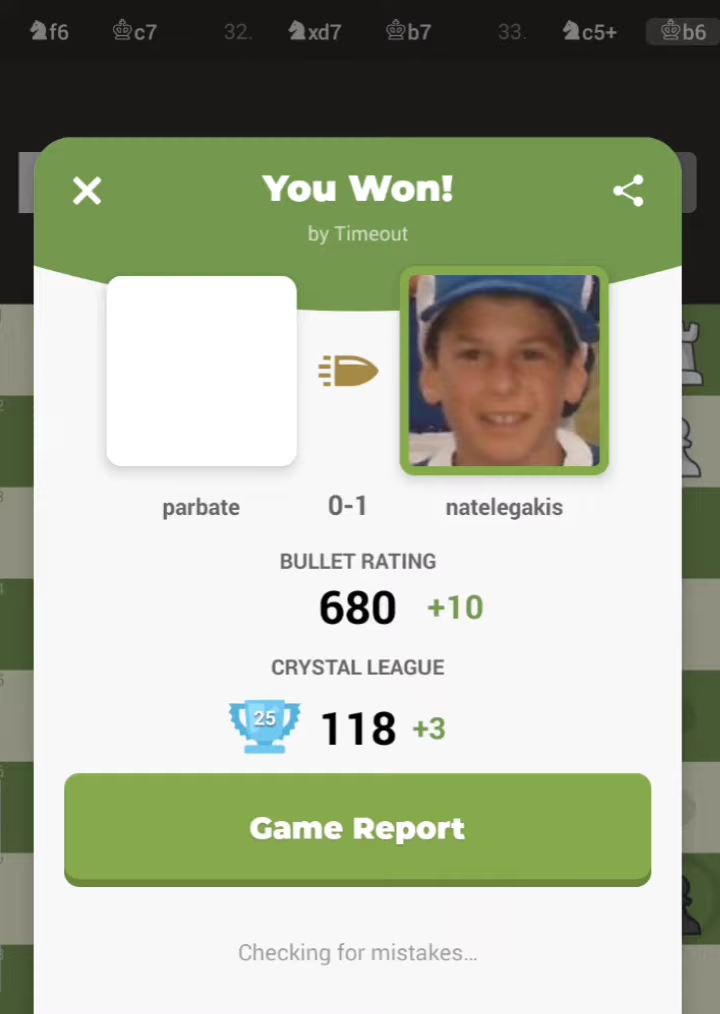 ♞f6 ♔c7 32. ♞xd7 ♔b7 33. ♞c5+ ♔b6
You Won!
by Timeout
parbate 0-1 natelegakis
BULLET RATING
680 +10
CRYSTAL LEAGUE
25 118 +3
Game Report
Checking for mistakes...